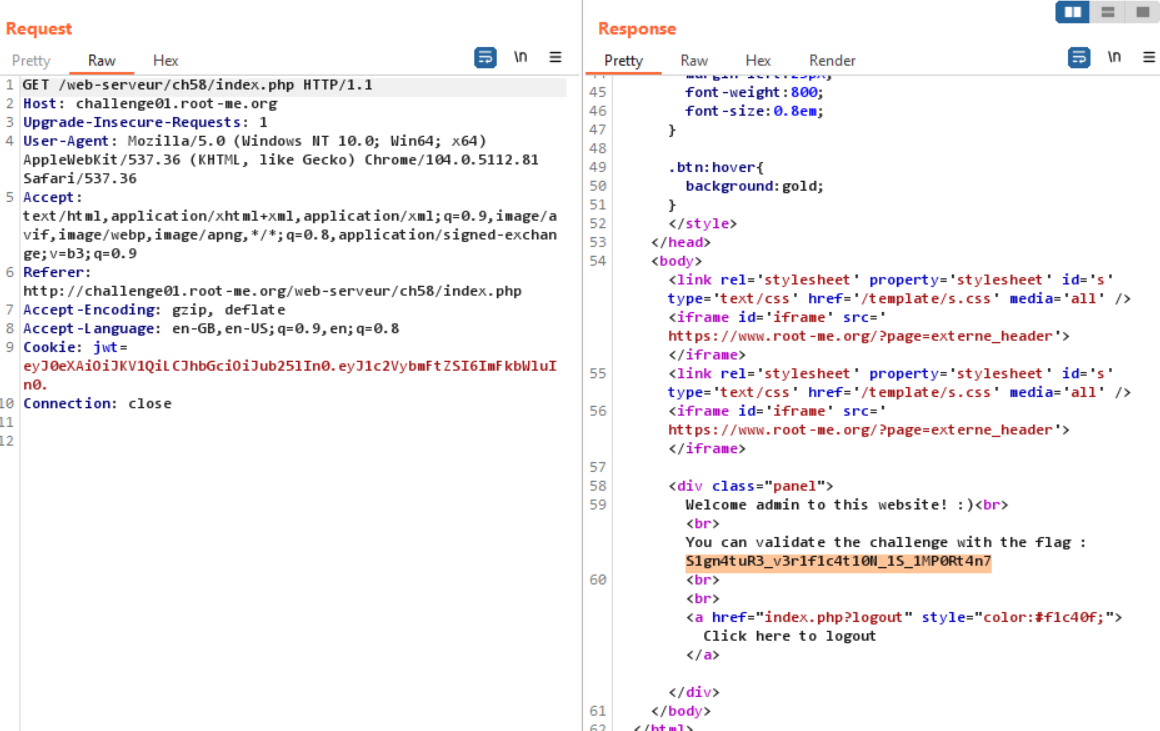 Request
Pretty Raw Hex \n
1 GET /web-serveur/ch58/index.php HTTP/1.1
2 Host: challenge01.root-me.org
3 Upgrade-Insecure-Requests: 1
4 User-Agent: Mozilla/5.0 (Windows NT 10.0; Win64; x64)
AppleWebKit/537.36 (KHTML, like Gecko) Chrome/104.0.5112.81
Safari/537.36
5 Accept:
text/html,application/xhtml+xml,application/xml;q=0.9,image/a
vif,image/webp,image/apng,*/*;q=0.8,application/signed-exchan
ge;v=b3;q=0.9
6 Referer:
http://challenge01.root-me.org/web-serveur/ch58/index.php
7 Accept-Encoding: gzip, deflate
8 Accept-Language: en-GB,en-US;q=0.9,en;q=0.8
9 Cookie: jwt=
eyJ0eXAiOiJKV1QiLCJhbGciOiJub25lIn0.eyJ1c2VybmFtZSI6ImFkbWluI
n0.
10 Connection: close
11
12
Response
Pretty Raw Hex Render \n
44 margin-left:25px;
45 font-weight:800;
46 font-size:0.8em;
47 }
48
49 .btn:hover{
50 background:gold;
51 }
52 </style>
53 </head>
54 <body>
<link rel='stylesheet' property='stylesheet' id='s'
type='text/css' href='/template/s.css' media='all' />
<iframe id='iframe' src='
https://www.root-me.org/?page=externe_header'>
</iframe>
55 <link rel='stylesheet' property='stylesheet' id='s'
type='text/css' href='/template/s.css' media='all' />
56 <iframe id='iframe' src='
https://www.root-me.org/?page=externe_header'>
</iframe>
57
58 <div class="panel">
59 Welcome admin to this website! :)<br>
<br>
You can validate the challenge with the flag :
S1gn4tuR3_v3r1f1c4t10N_1S_1MP0Rt4n7
60 <br>
<br>
<a href="index.php?logout" style="color:#f1c40f;">
Click here to logout
</a>
</div>
61 </body>
62 </html>